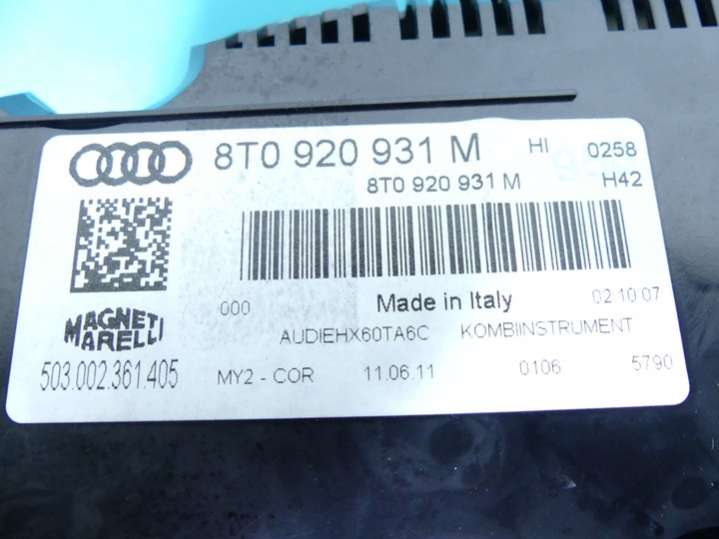 8T0 920 931 M HI 0258
8T0 920 931 M H42
000 Made in Italy 02.10.07
MAGNETI MARELLI
AUDIEHX60TA6C KOMBIINSTRUMENT
503.002.361.405 MY2 - COR 11.06.11 0106 5790